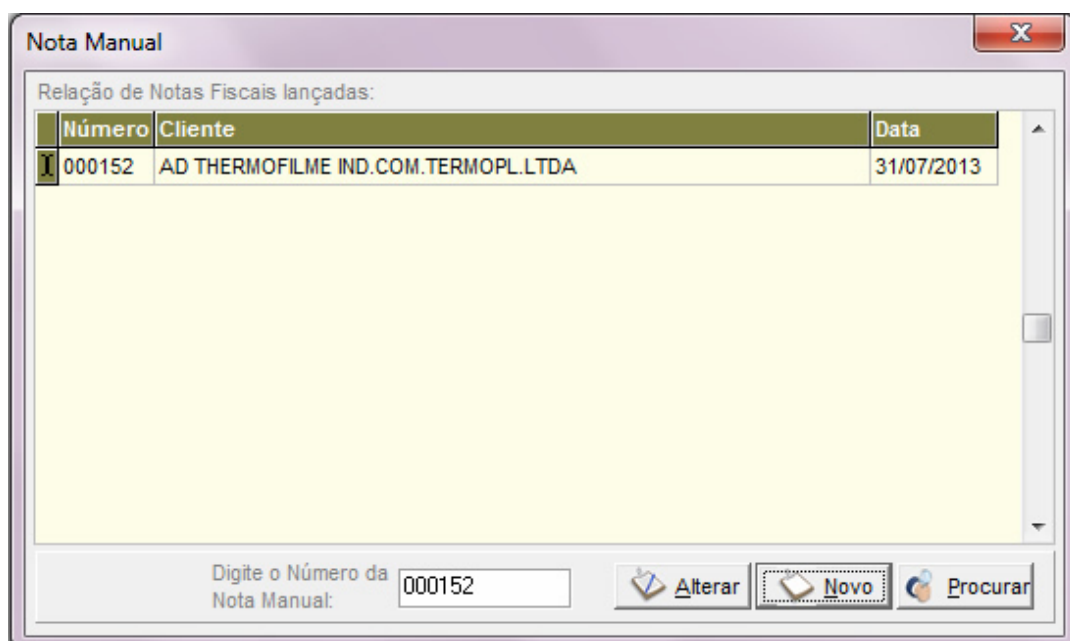 Nota Manual
Relação de Notas Fiscais lançadas:
Número Cliente Data
000152 AD THERMOFILME IND.COM.TERMOPL.LTDA 31/07/2013
Digite o Número da
Nota Manual:
000152
Alterar Novo Procurar